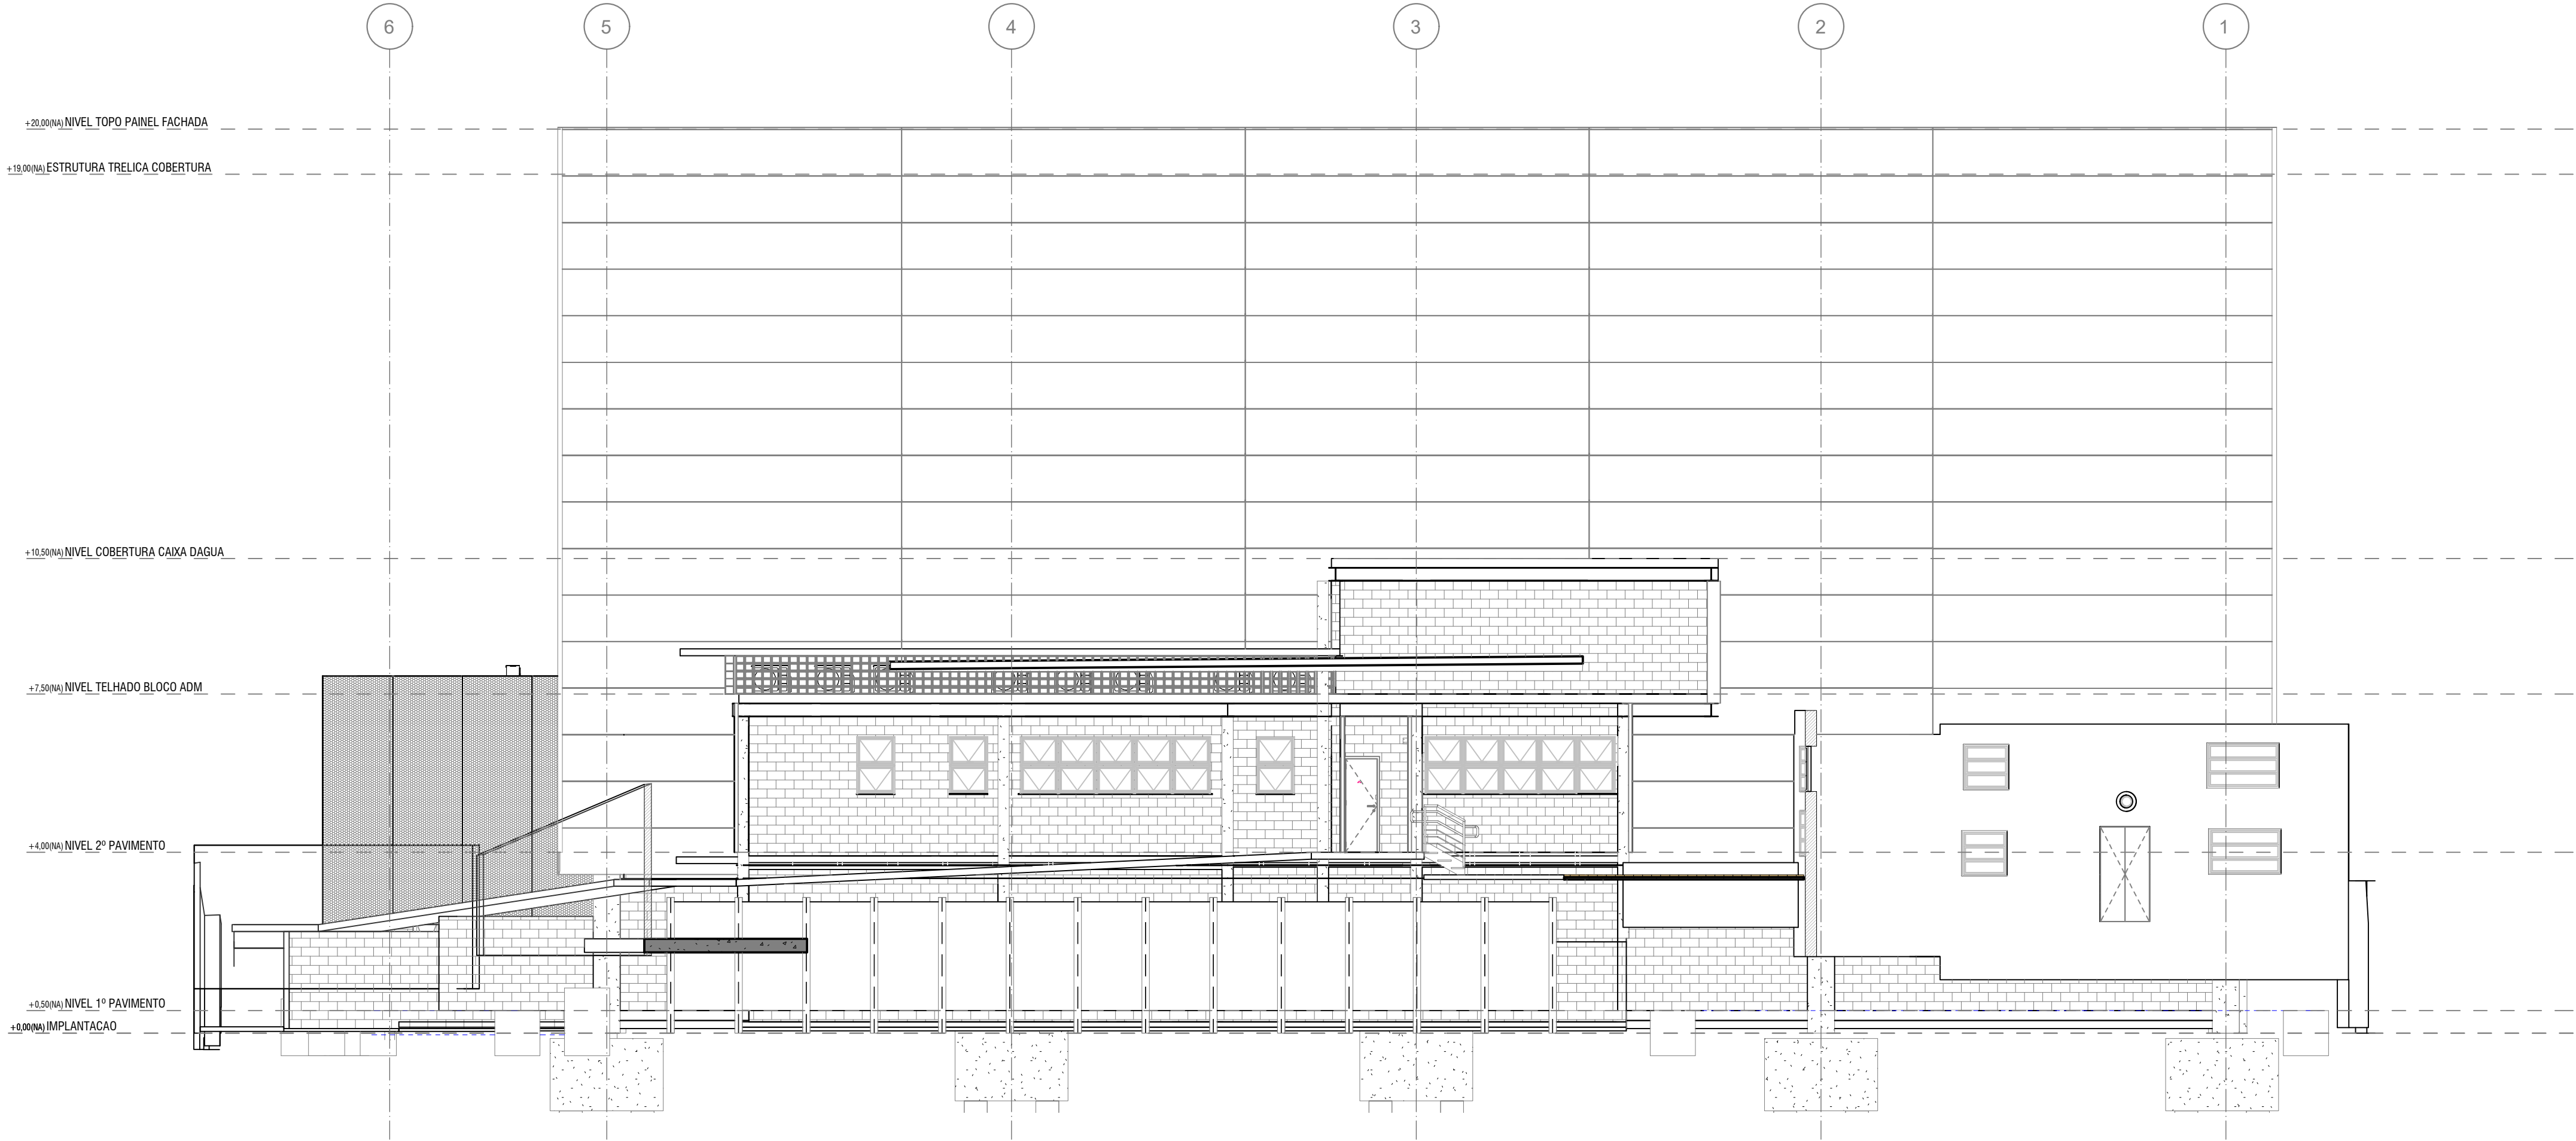 6 5 4 3 2 1
+20,00(NA) NIVEL TOPO PAINEL FACHADA
+19,00(NA) ESTRUTURA TRELICA COBERTURA
+10,50(NA) NIVEL COBERTURA CAIXA DAGUA
+7,50(NA) NIVEL TELHADO BLOCO ADM
+4,00(NA) NIVEL 2º PAVIMENTO
+0,50(NA) NIVEL 1º PAVIMENTO
+0,00(NA) IMPLANTACAO